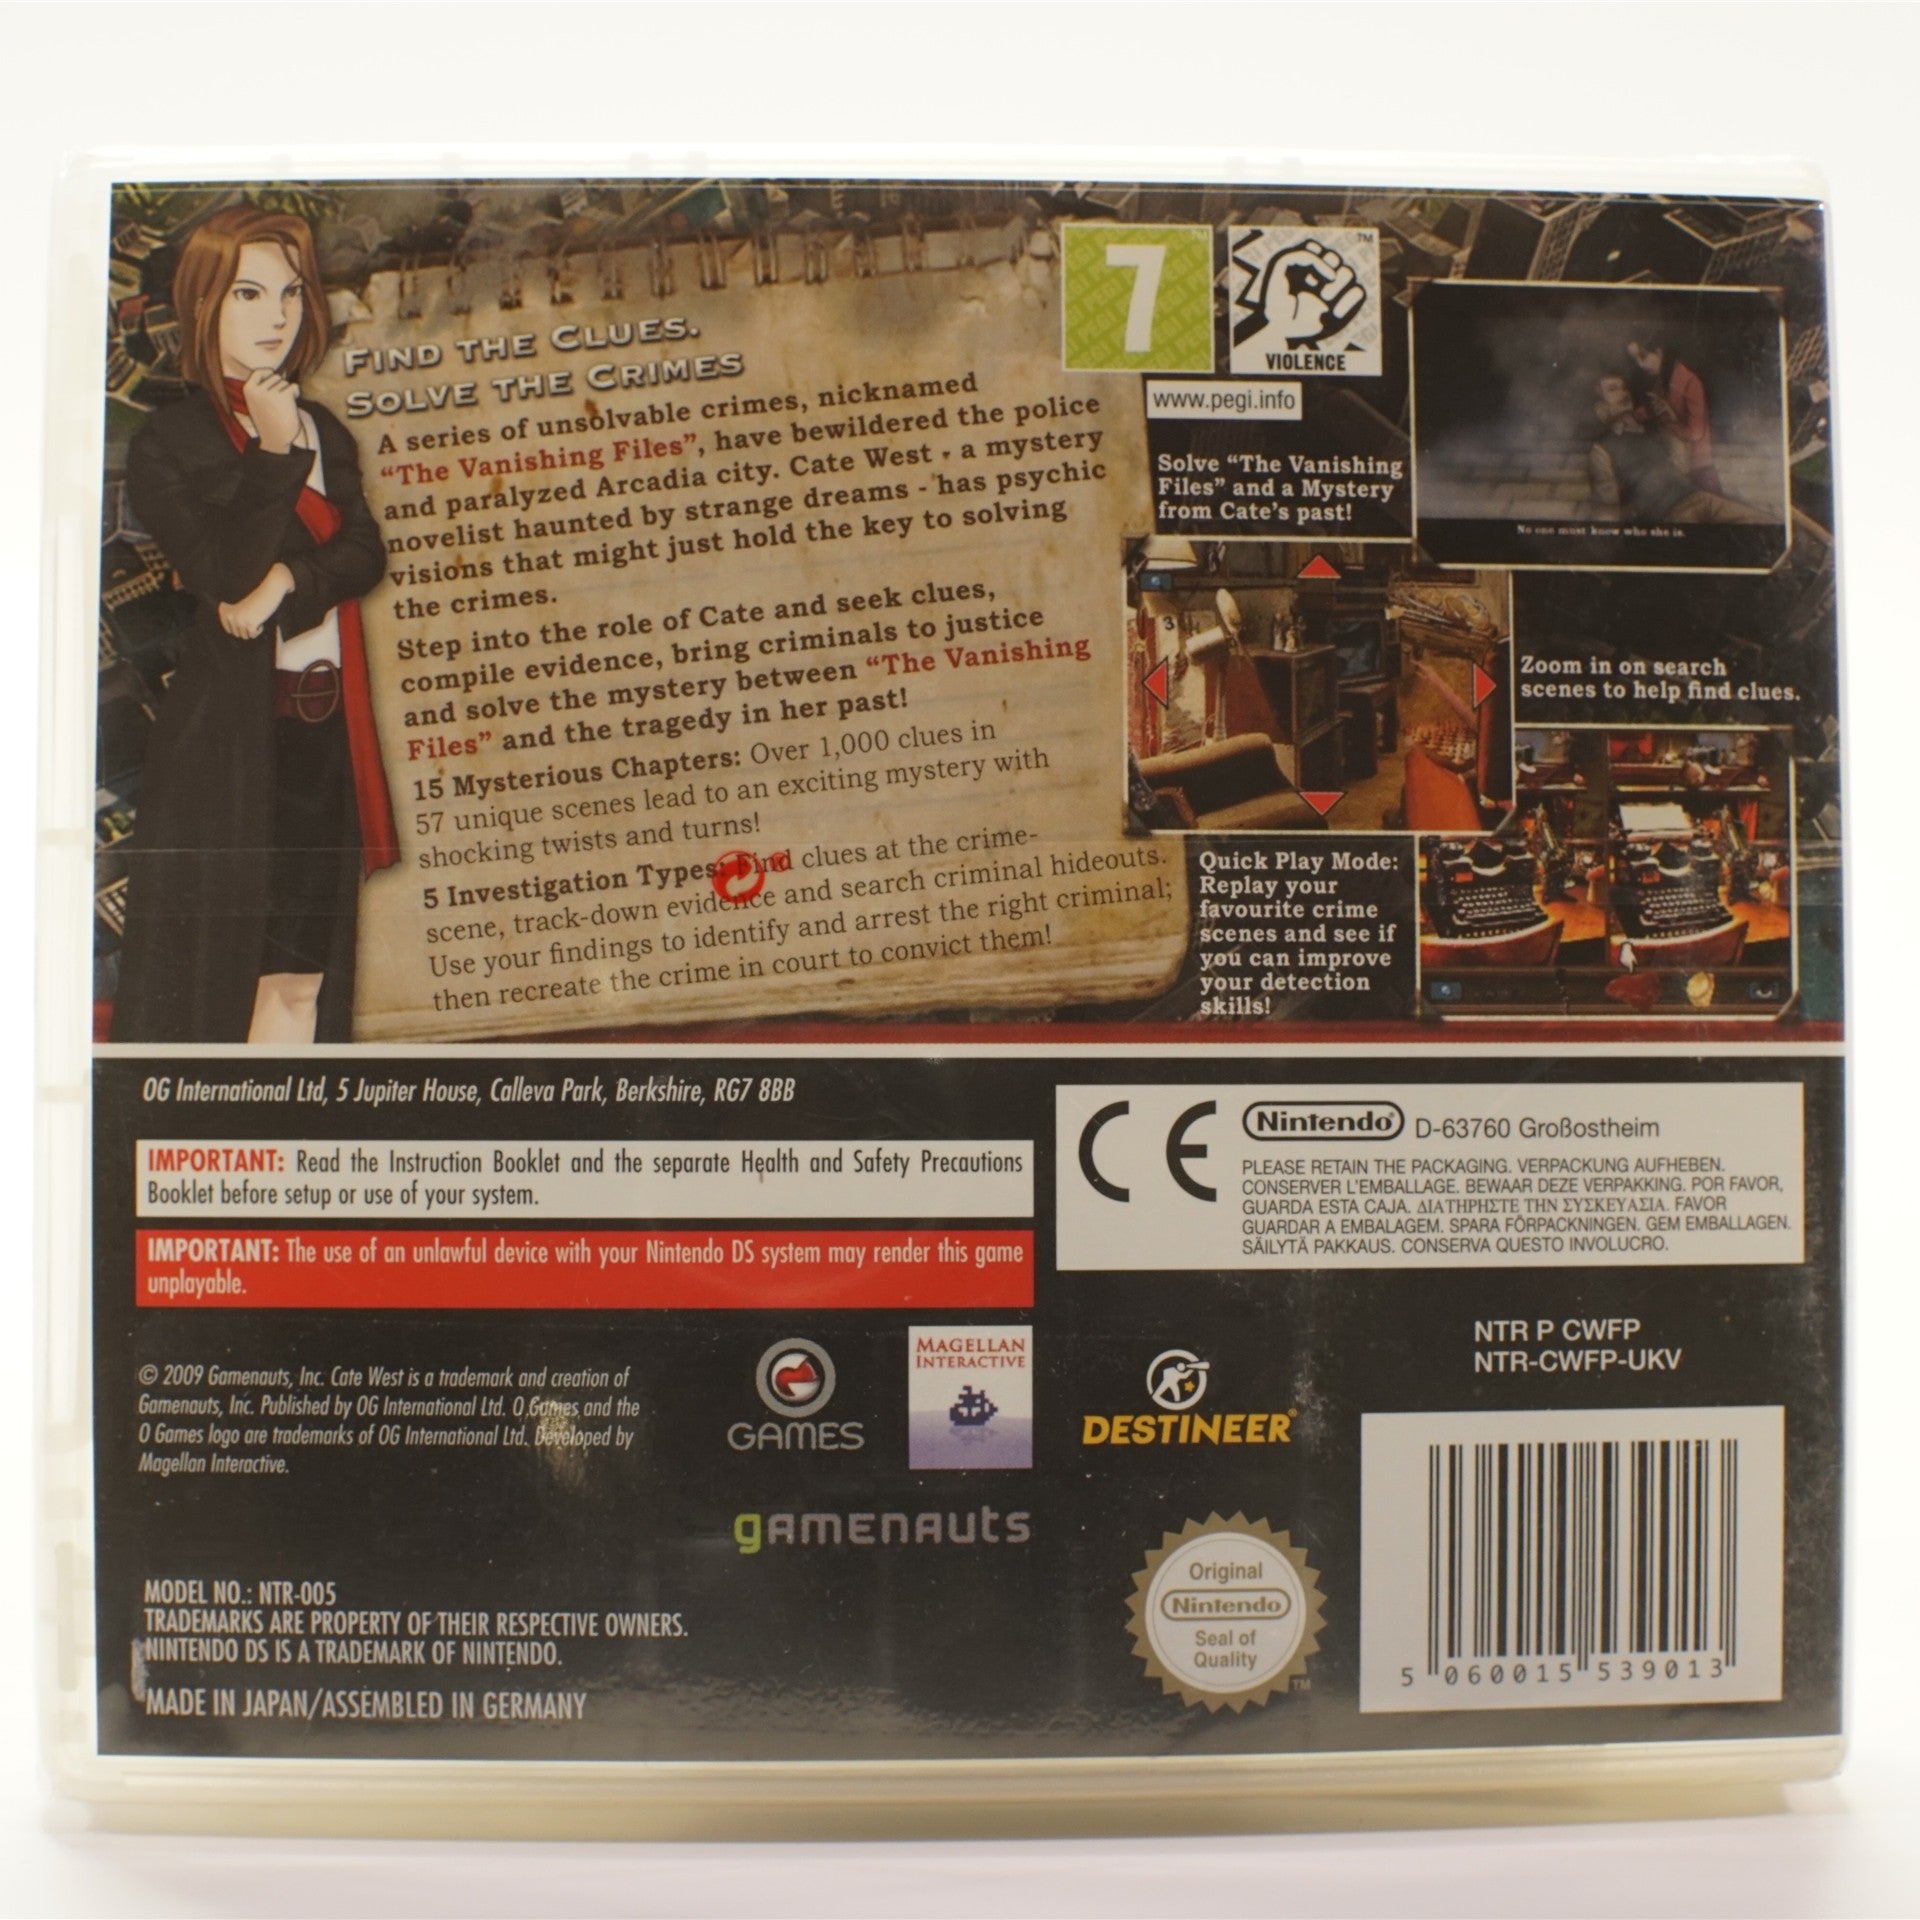 FIND THE CLUES.
SOLVE THE CRIMES
A series of unsolvable crimes, nicknamed
“The Vanishing Files”, have bewildered the police
and paralyzed Arcadia city. Cate West - a mystery
novelist haunted by strange dreams - has psychic
visions that might just hold the key to solving
the crimes.
Step into the role of Cate and seek clues,
compile evidence, bring criminals to justice
and solve the mystery between “The Vanishing
Files” and the tragedy in her past!
15 Mysterious Chapters: Over 1,000 clues in
57 unique scenes lead to an exciting mystery with
shocking twists and turns!
5 Investigation Types: Find clues at the crime-
scene, track-down evidence and search criminal hideouts.
Use your findings to identify and arrest the right criminal;
then recreate the crime in court to convict them!
7
™
VIOLENCE
™
www.pegi.info
Solve “The Vanishing
Files” and a Mystery
from Cate's past!
No one must know who she is.
3
Zoom in on search
scenes to help find clues.
Quick Play Mode:
Replay your
favourite crime
scenes and see if
you can improve
your detection
skills!
OG International Ltd, 5 Jupiter House, Calleva Park, Berkshire, RG7 8BB
IMPORTANT: Read the Instruction Booklet and the separate Health and Safety Precautions
Booklet before setup or use of your system.
IMPORTANT: The use of an unlawful device with your Nintendo DS system may render this game
unplayable.
CE
Nintendo® D-63760 Großostheim
PLEASE RETAIN THE PACKAGING. VERPACKUNG AUFHEBEN.
CONSERVER L'EMBALLAGE. BEWAAR DEZE VERPAKKING. POR FAVOR,
GUARDA ESTA CAJA. ΔΙΑΤΗΡΗΣΤΕ ΤΗΝ ΣΥΣΚΕΥΑΣΙΑ. FAVOR
GUARDAR A EMBALAGEM. SPARA FÖRPACKNINGEN. GEM EMBALLAGEN.
SÄILYTÄ PAKKAUS. CONSERVA QUESTO INVOLUCRO.
© 2009 Gamenauts, Inc. Cate West is a trademark and creation of
Gamenauts, Inc. Published by OG International Ltd. O Games and the
O Games logo are trademarks of OG International Ltd. Developed by
Magellan Interactive.
GAMES
MAGELLAN
INTERACTIVE
DESTINEER®
gamenauts
NTR P CWFP
NTR-CWFP-UKV
MODEL NO.: NTR-005
TRADEMARKS ARE PROPERTY OF THEIR RESPECTIVE OWNERS.
NINTENDO DS IS A TRADEMARK OF NINTENDO.
MADE IN JAPAN/ASSEMBLED IN GERMANY
Original
Nintendo
Seal of
Quality
TM
5 060015 539013